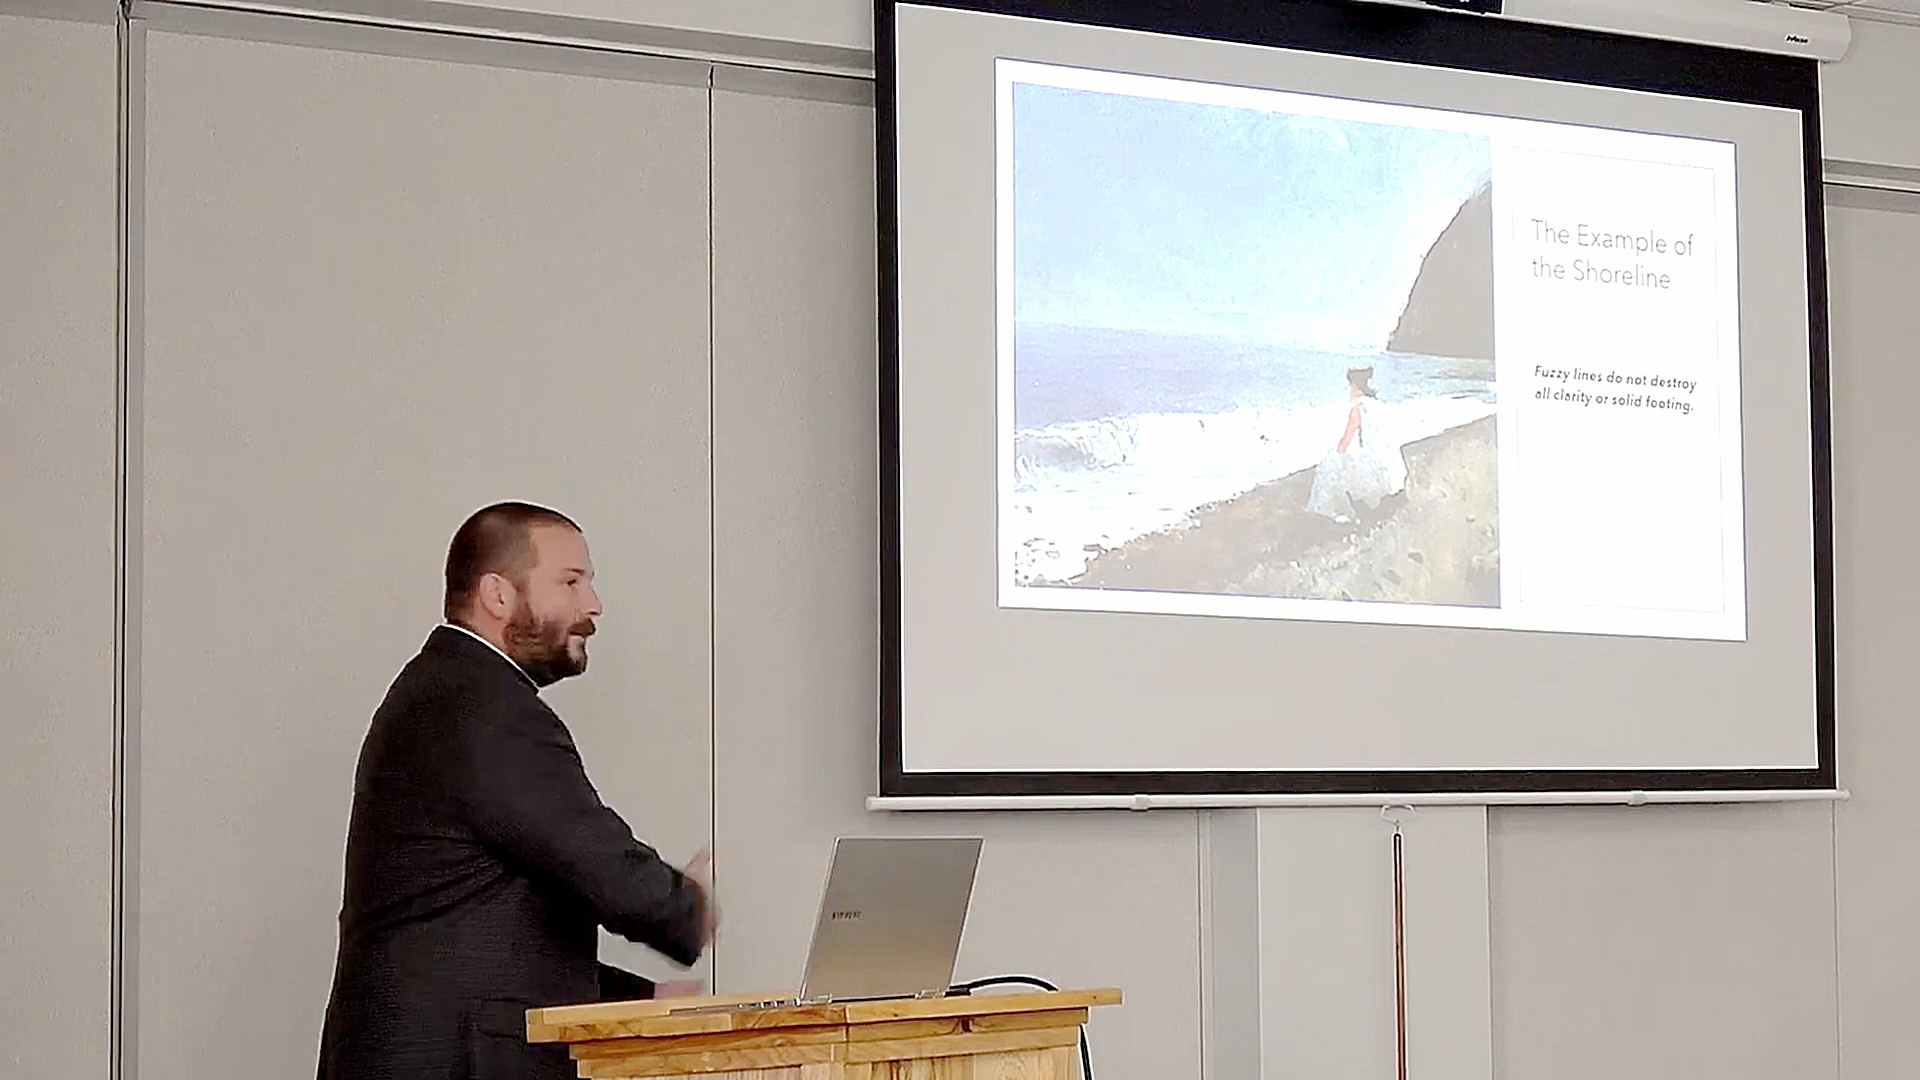 The Example of
the Shoreline
Fuzzy lines do not destroy
all clarity or solid footing.